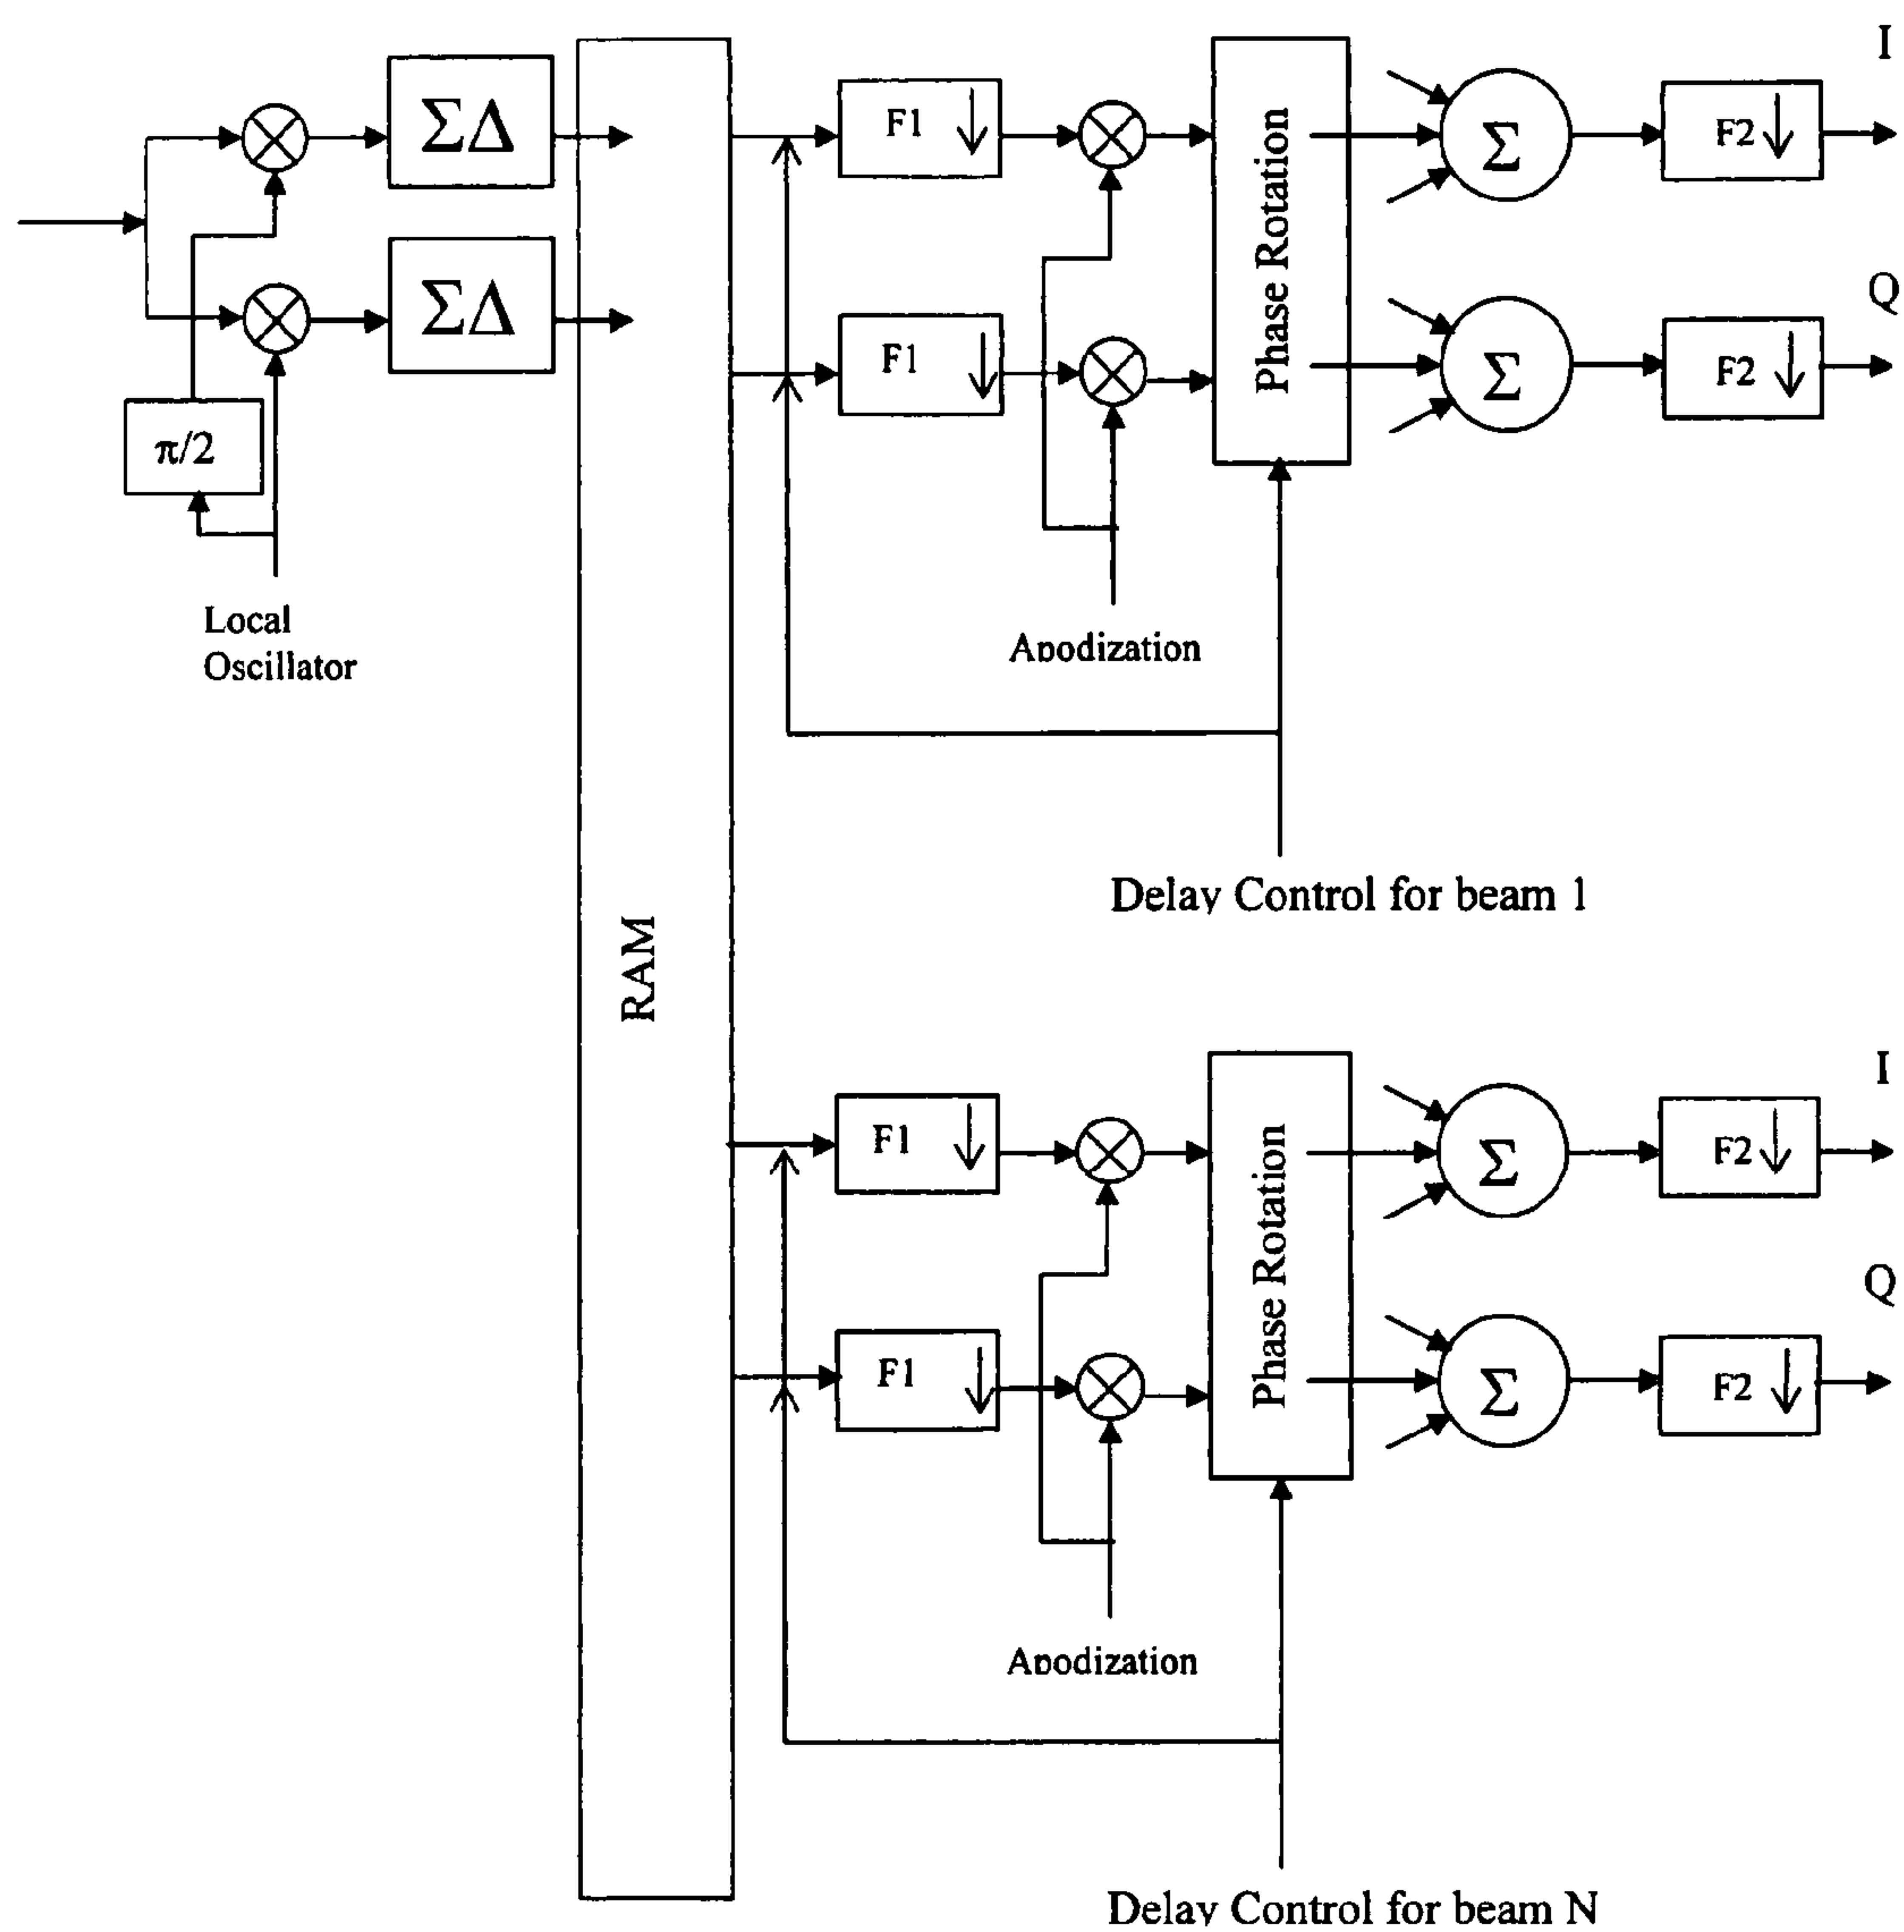 I
ΣΔ
F1
Phase Rotation
Σ
F2
Q
ΣΔ
F1
Σ
F2
π/2
Local
Oscillator
Apodization
Delay Control for beam 1
RAM
I
F1
Phase Rotation
Σ
F2
Q
F1
Σ
F2
Apodization
Delay Control for beam N